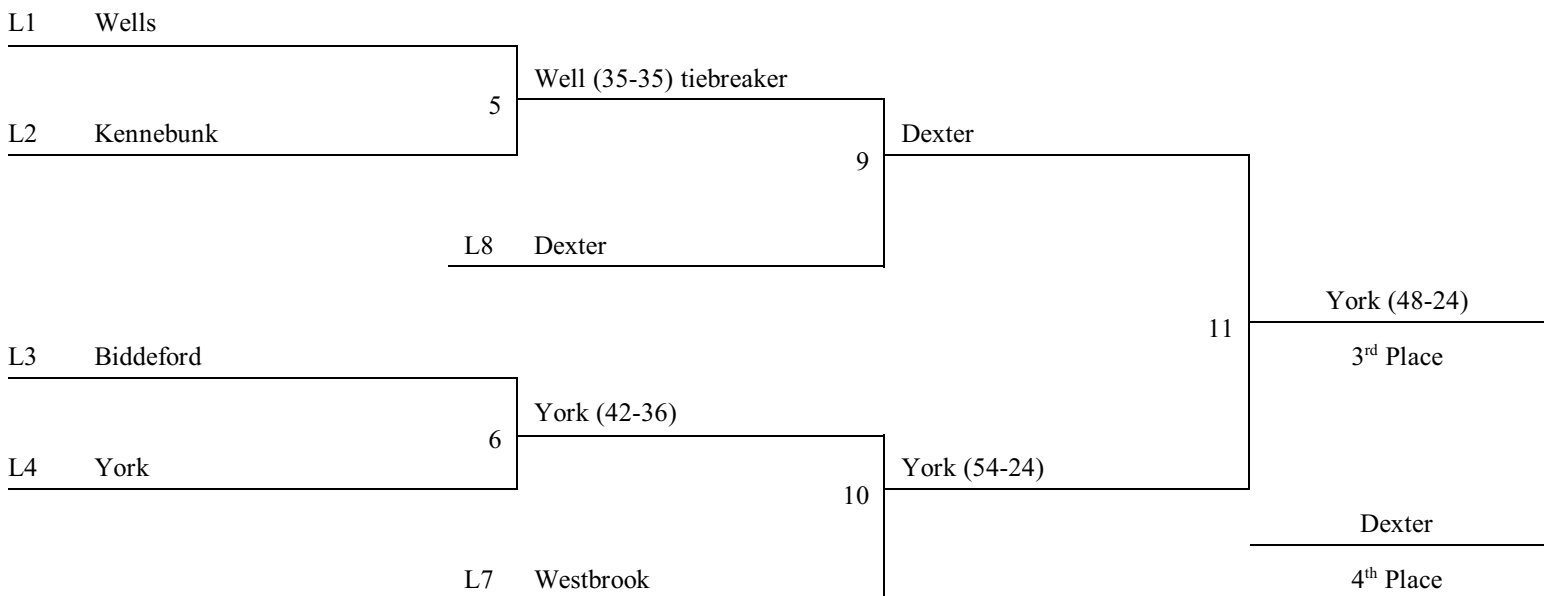 L1 Wells
Well (35-35) tiebreaker
5
L2 Kennebunk
Dexter
9
L8 Dexter
York (48-24)
11
L3 Biddeford
3rd Place
York (42-36)
6
L4 York
York (54-24)
10
Dexter
L7 Westbrook
4th Place